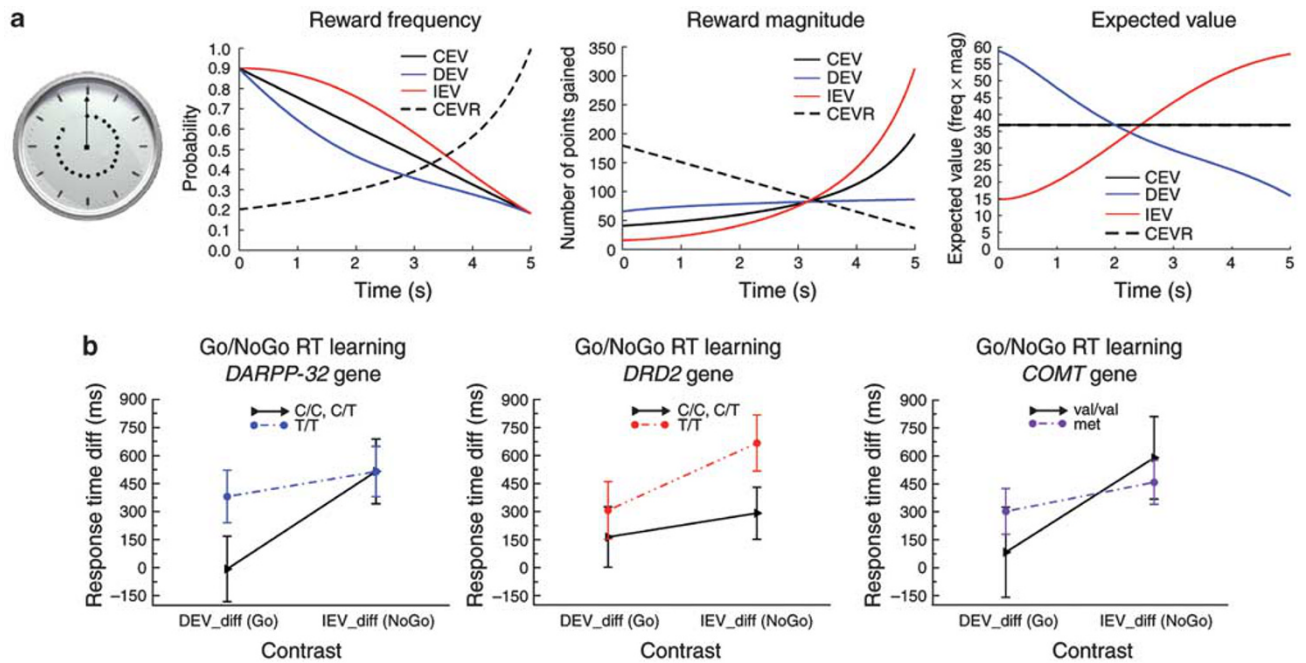 a
Reward frequency
Probability
1.0
0.9
0.8
0.7
0.6
0.5
0.4
0.3
0.2
0.1
0.0
CEV
DEV
IEV
CEVR
0 1 2 3 4 5
Time (s)
Reward magnitude
Number of points gained
350
300
250
200
150
100
50
0
CEV
DEV
IEV
CEVR
0 1 2 3 4 5
Time (s)
Expected value
Expected value (freq × mag)
60
55
50
45
40
35
30
25
20
15
10
5
0
CEV
DEV
IEV
CEVR
0 1 2 3 4 5
Time (s)
b
Go/NoGo RT learning
DARPP-32 gene
Response time diff (ms)
900
750
600
450
300
150
0
−150
C/C, C/T
T/T
DEV_diff (Go) IEV_diff (NoGo)
Contrast
Go/NoGo RT learning
DRD2 gene
Response time diff (ms)
900
750
600
450
300
150
0
−150
C/C, C/T
T/T
DEV_diff (Go) IEV_diff (NoGo)
Contrast
Go/NoGo RT learning
COMT gene
Response time diff (ms)
900
750
600
450
300
150
0
−150
val/val
met
DEV_diff (Go) IEV_diff (NoGo)
Contrast